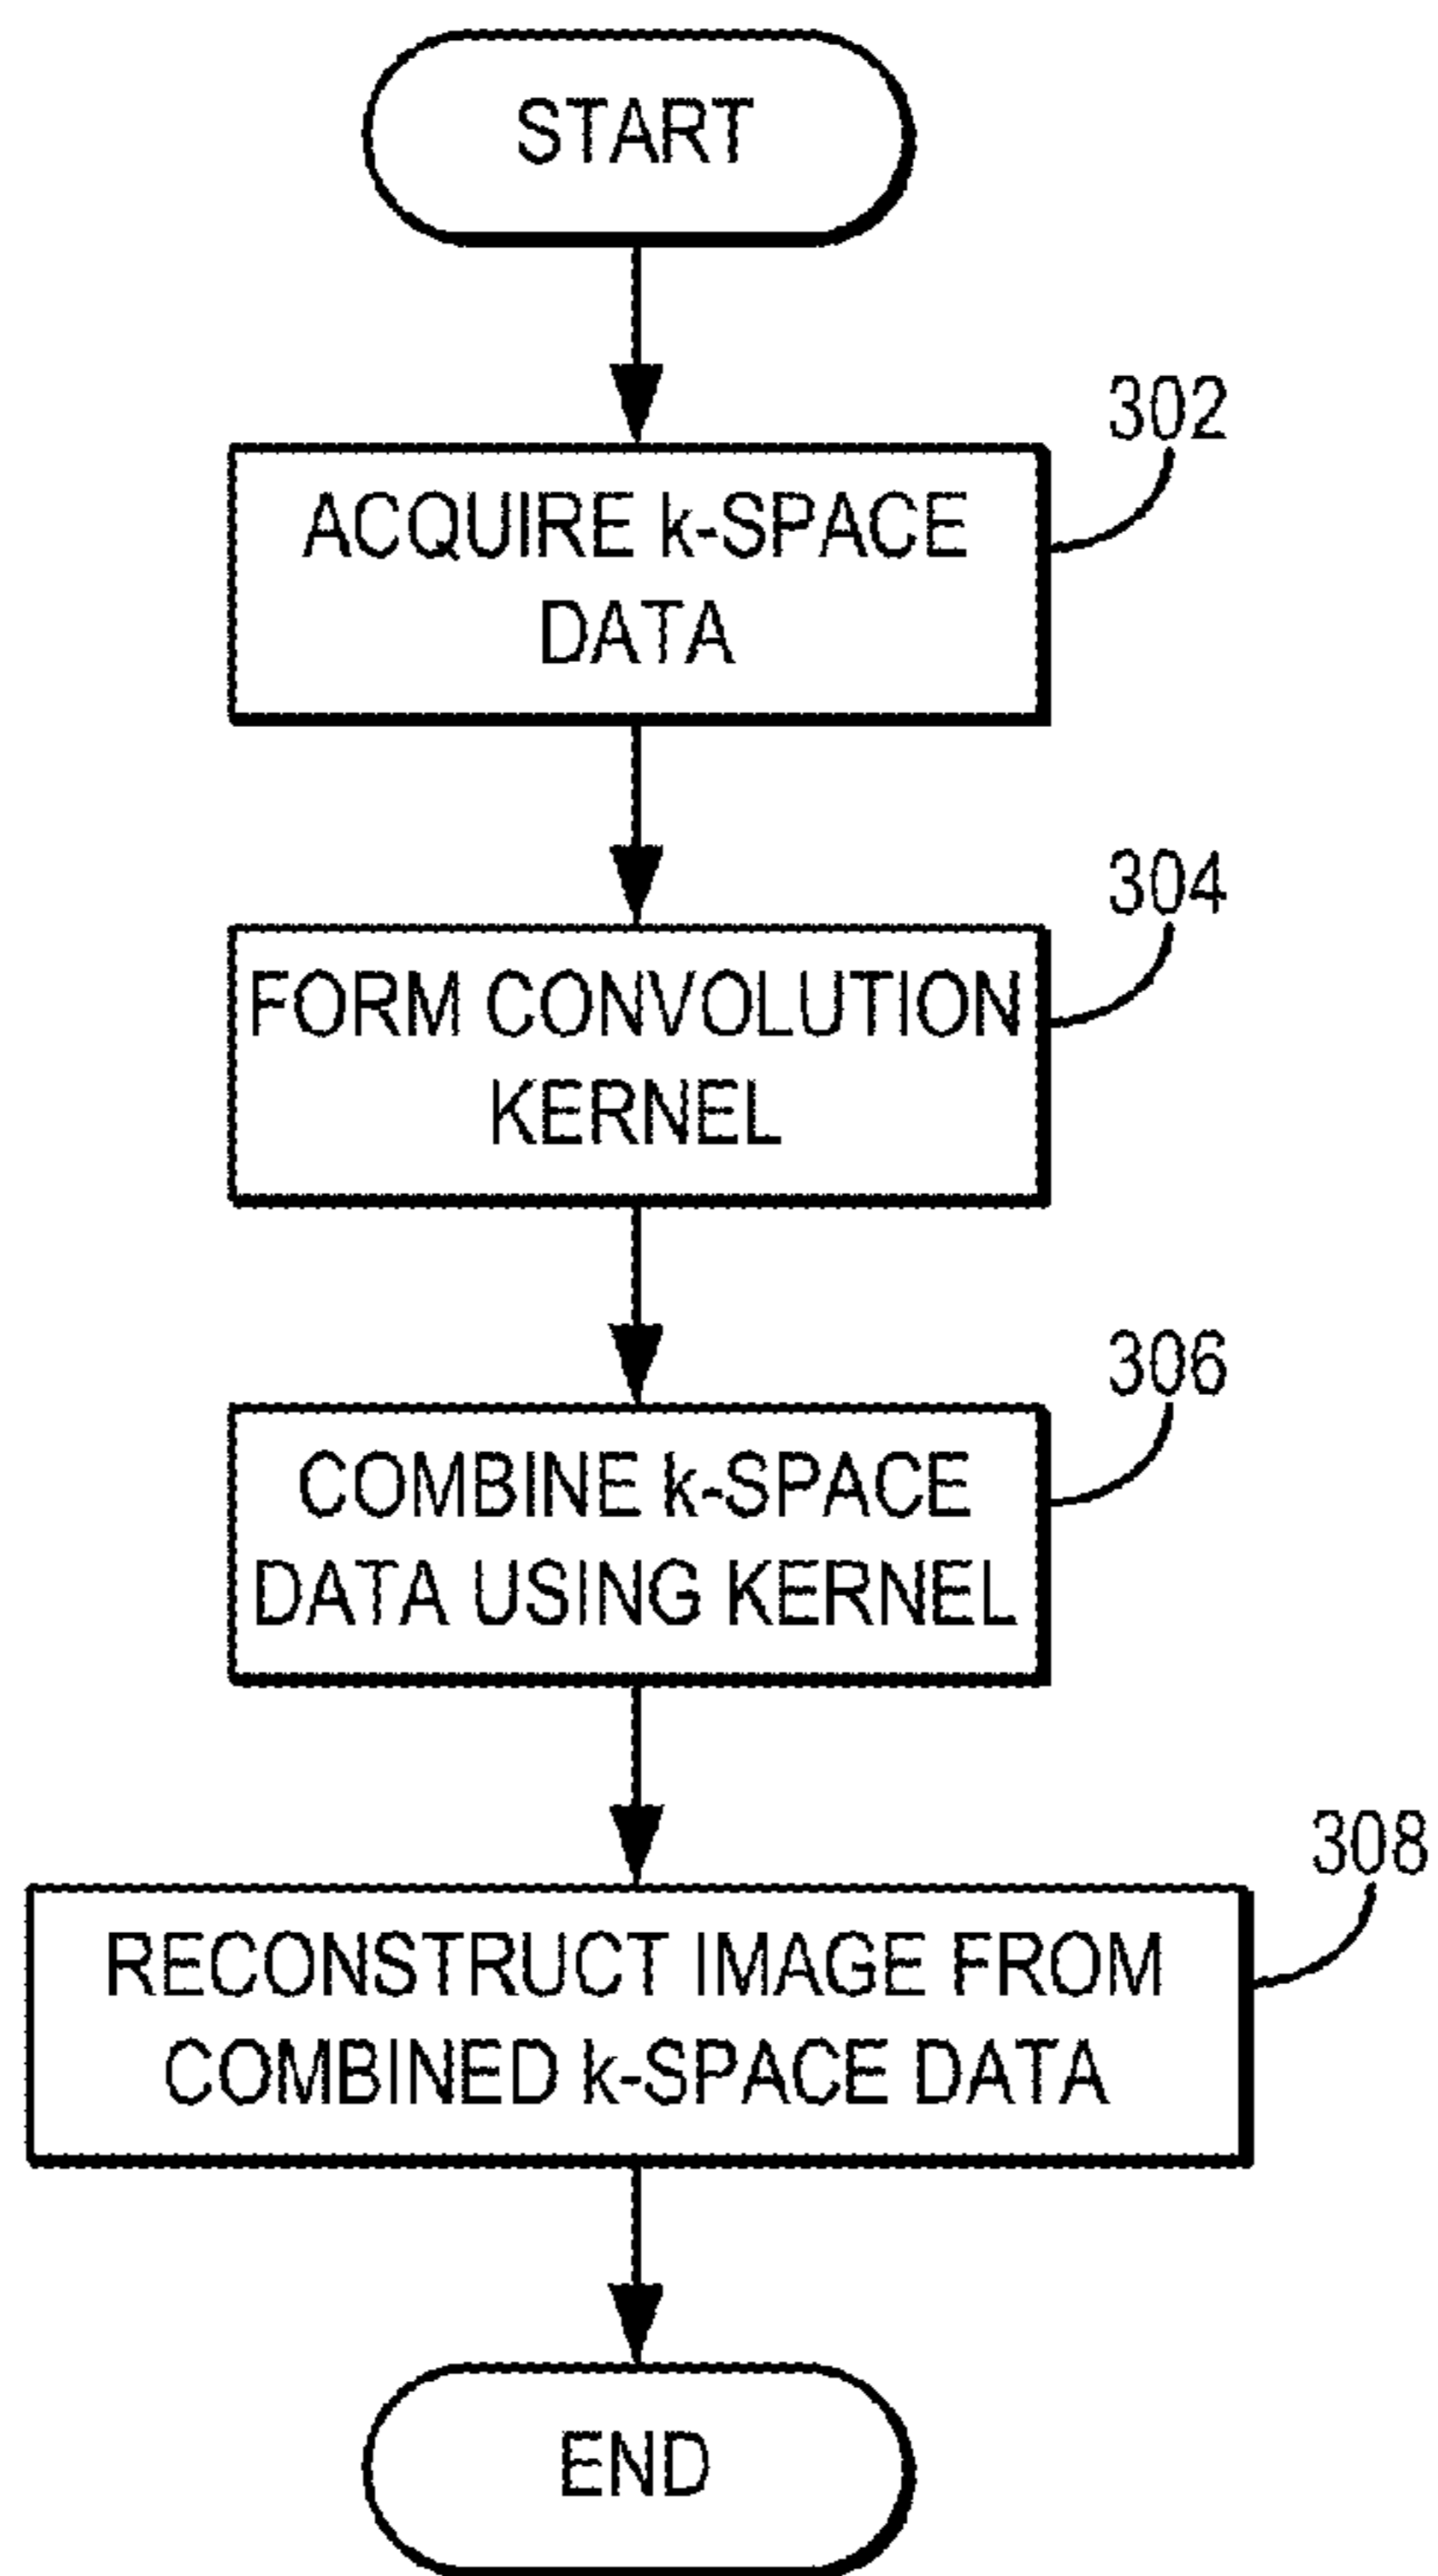 START
302
ACQUIRE k-SPACE
DATA
304
FORM CONVOLUTION
KERNEL
306
COMBINE k-SPACE
DATA USING KERNEL
308
RECONSTRUCT IMAGE FROM
COMBINED k-SPACE DATA
END